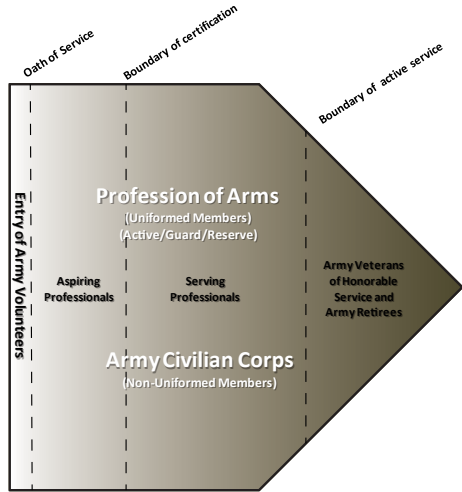 Oath of Service
Boundary of certification
Boundary of active service
Entry of Army Volunteers
Profession of Arms
(Uniformed Members)
(Active/Guard/Reserve)
Aspiring
Professionals
Serving
Professionals
Army Veterans
of Honorable
Service and
Army Retirees
Army Civilian Corps
(Non-Uniformed Members)